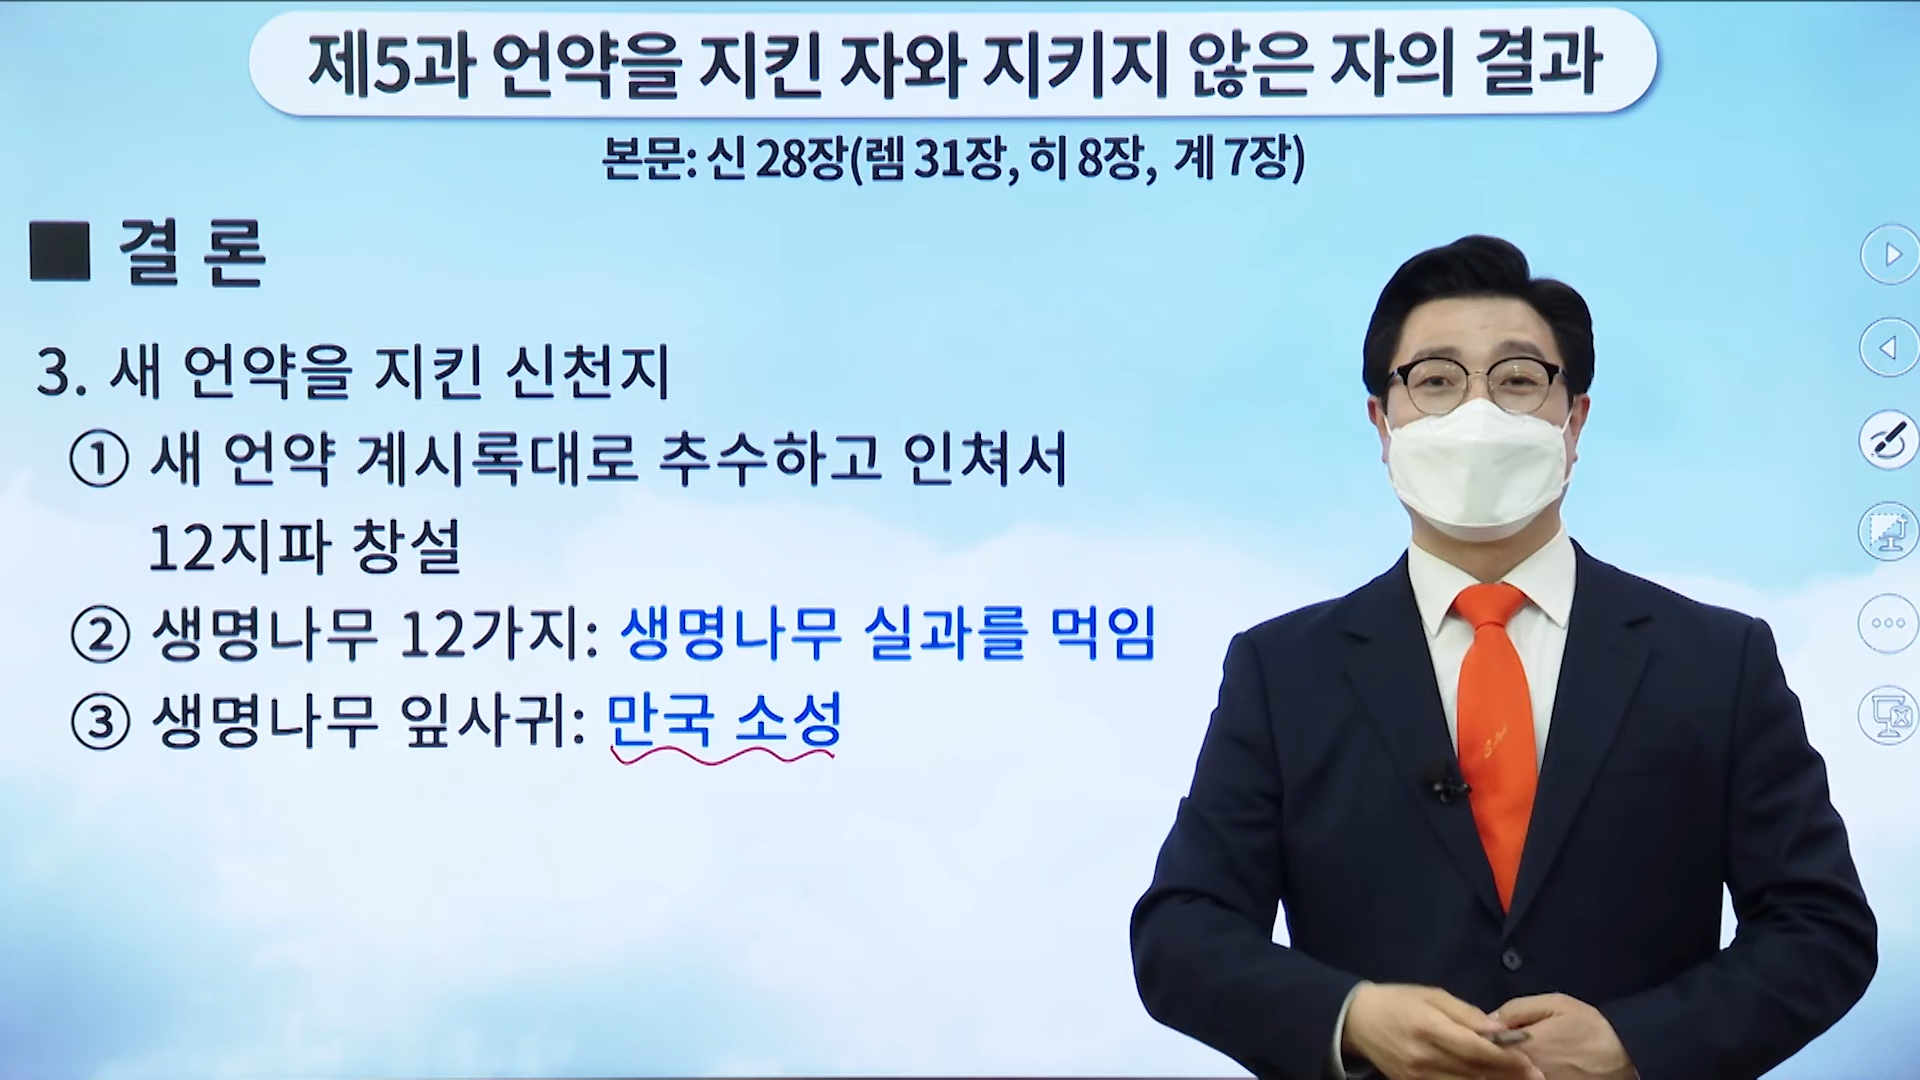 제5과 언약을 지킨 자와 지키지 않은 자의 결과
본문: 신 28장(렘 31장, 히 8장, 계 7장)
■ 결 론
3. 새 언약을 지킨 신천지
① 새 언약 계시록대로 추수하고 인쳐서
12지파 창설
② 생명나무 12가지: 생명나무 실과를 먹임
③ 생명나무 잎사귀: 만국 소성